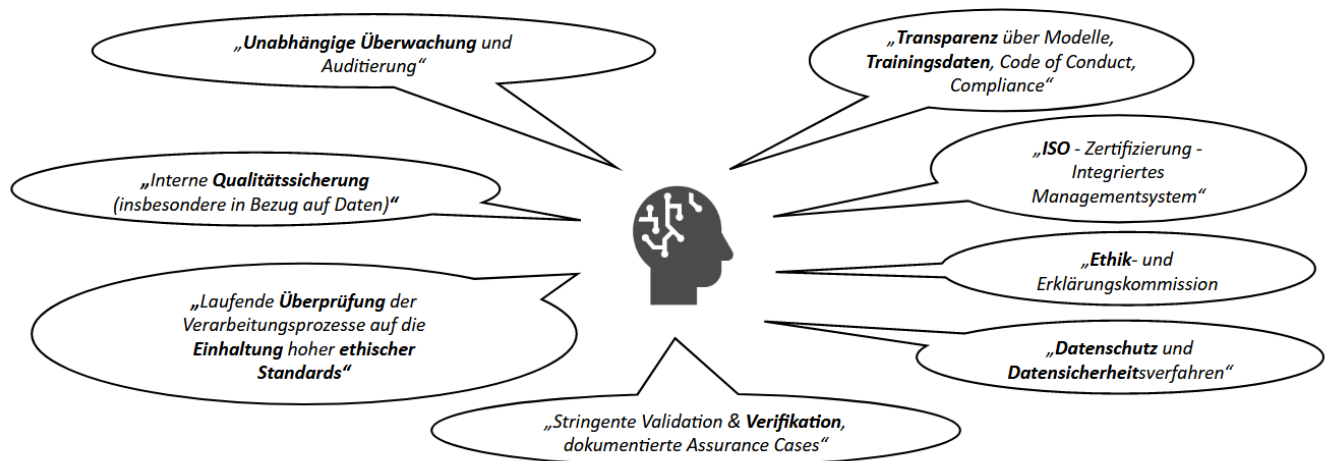 „Unabhängige Überwachung und
Auditierung“
„Transparenz über Modelle,
Trainingsdaten, Code of Conduct,
Compliance“
„Interne Qualitätssicherung
(insbesondere in Bezug auf Daten)“
„ISO - Zertifizierung -
Integriertes
Managementsystem“
„Laufende Überprüfung der
Verarbeitungsprozesse auf die
Einhaltung hoher ethischer
Standards“
„Ethik- und
Erklärungskommission
„Datenschutz und
Datensicherheitsverfahren“
„Stringente Validation & Verifikation,
dokumentierte Assurance Cases“